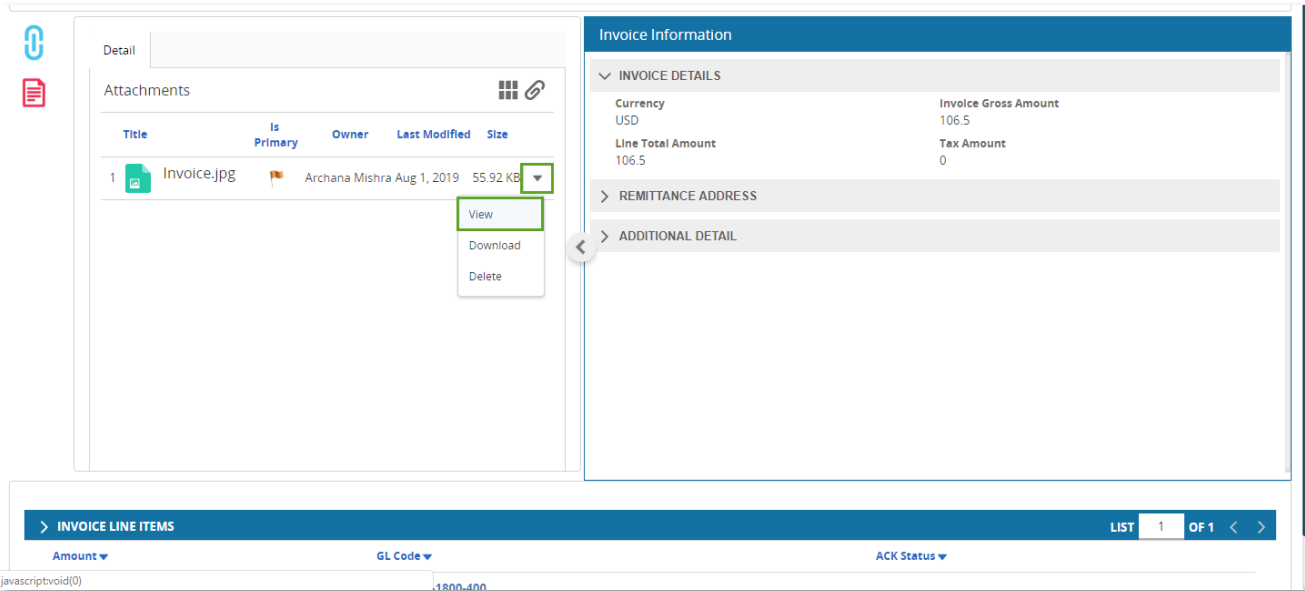 Detail
Attachments
Title Is Primary Owner Last Modified Size
1 Invoice.jpg Archana Mishra Aug 1, 2019 55.92 KB
View
Download
Delete
Invoice Information
INVOICE DETAILS
Currency Invoice Gross Amount
USD 106.5
Line Total Amount Tax Amount
106.5 0
REMITTANCE ADDRESS
ADDITIONAL DETAIL
INVOICE LINE ITEMS LIST 1 OF 1
Amount GL Code ACK Status
javascript:void(0)
-1800-400